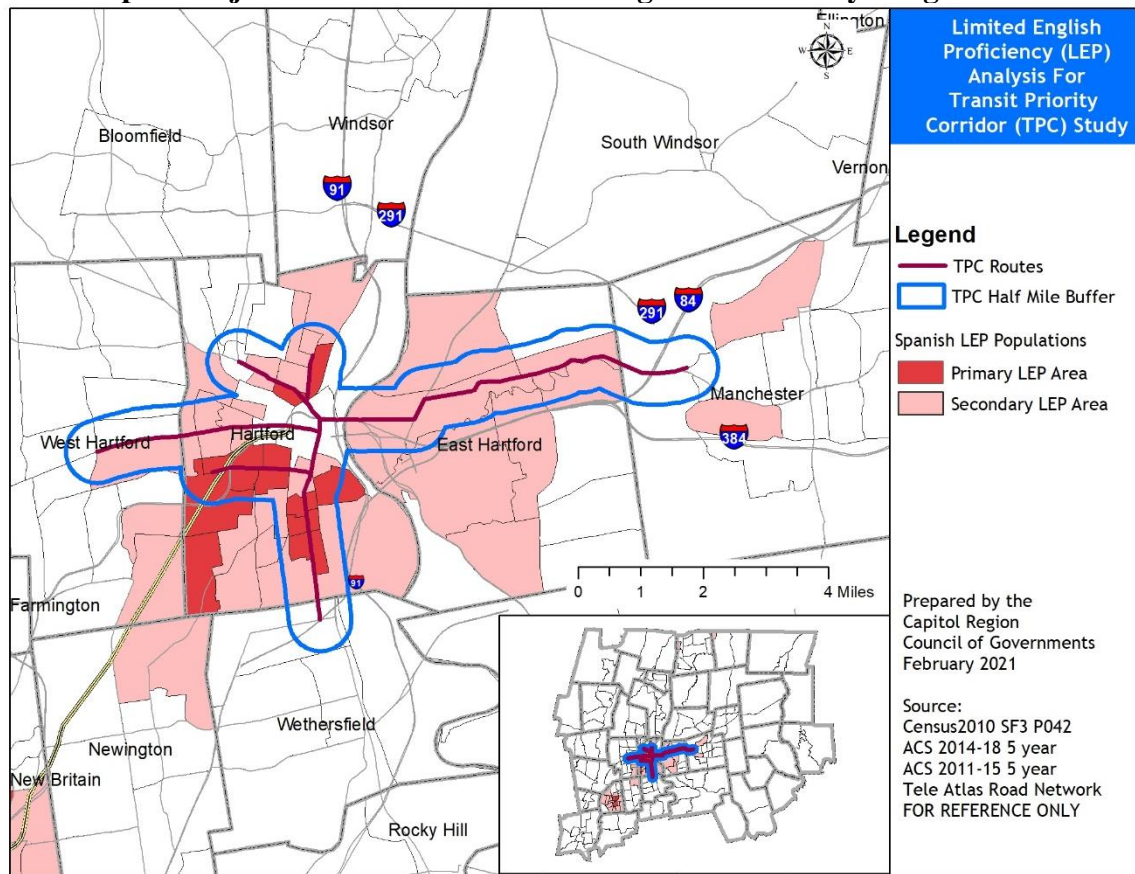 Limited English
Proficiency (LEP)
Analysis For
Transit Priority
Corridor (TPC) Study
Ellington
N
W E
S
Bloomfield
Windsor
South Windsor
Vernon
91
291
291
84
West Hartford
Hartford
East Hartford
Manchester
384
91
Farmington
Wethersfield
Newington
New Britain
Rocky Hill
0 1 2 4 Miles
Legend
TPC Routes
TPC Half Mile Buffer
Spanish LEP Populations
Primary LEP Area
Secondary LEP Area
Prepared by the
Capitol Region
Council of Governments
February 2021
Source:
Census2010 SF3 P042
ACS 2014-18 5 year
ACS 2011-15 5 year
Tele Atlas Road Network
FOR REFERENCE ONLY